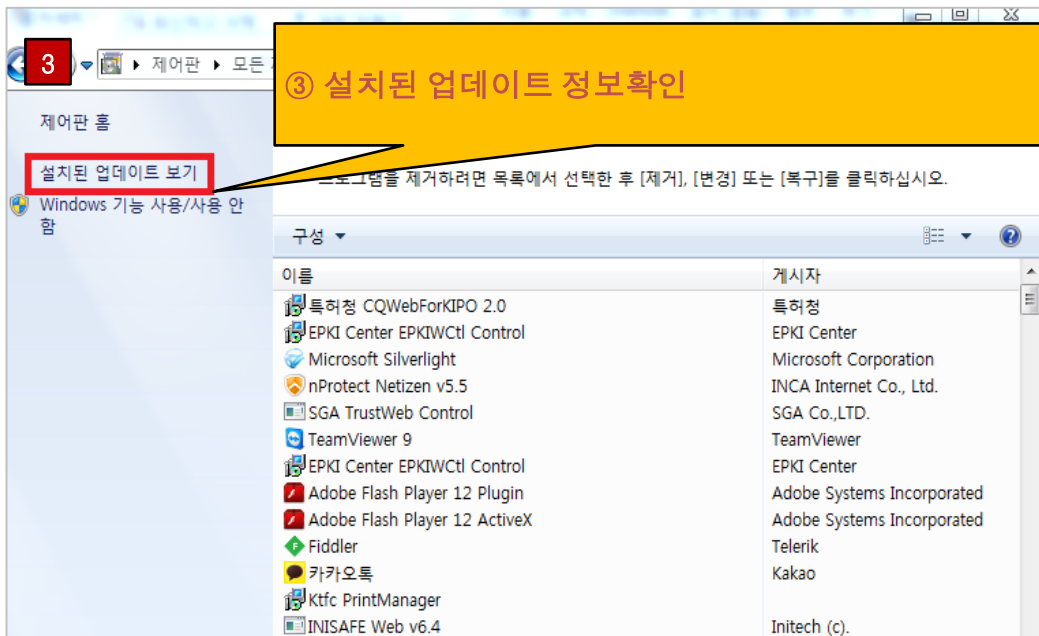 3
제어판 ▶ 모든
③ 설치된 업데이트 정보확인
제어판 홈
설치된 업데이트 보기
Windows 기능 사용/사용 안
함
프로그램을 제거하려면 목록에서 선택한 후 [제거], [변경] 또는 [복구]를 클릭하십시오.
구성
이름 게시자
특허청 CQWebForKIPO 2.0 특허청
EPKI Center EPKIWCtl Control EPKI Center
Microsoft Silverlight Microsoft Corporation
nProtect Netizen v5.5 INCA Internet Co., Ltd.
SGA TrustWeb Control SGA Co.,LTD.
TeamViewer 9 TeamViewer
EPKI Center EPKIWCtl Control EPKI Center
Adobe Flash Player 12 Plugin Adobe Systems Incorporated
Adobe Flash Player 12 ActiveX Adobe Systems Incorporated
Fiddler Telerik
카카오톡 Kakao
Ktfc PrintManager
INISAFE Web v6.4 Initech (c).